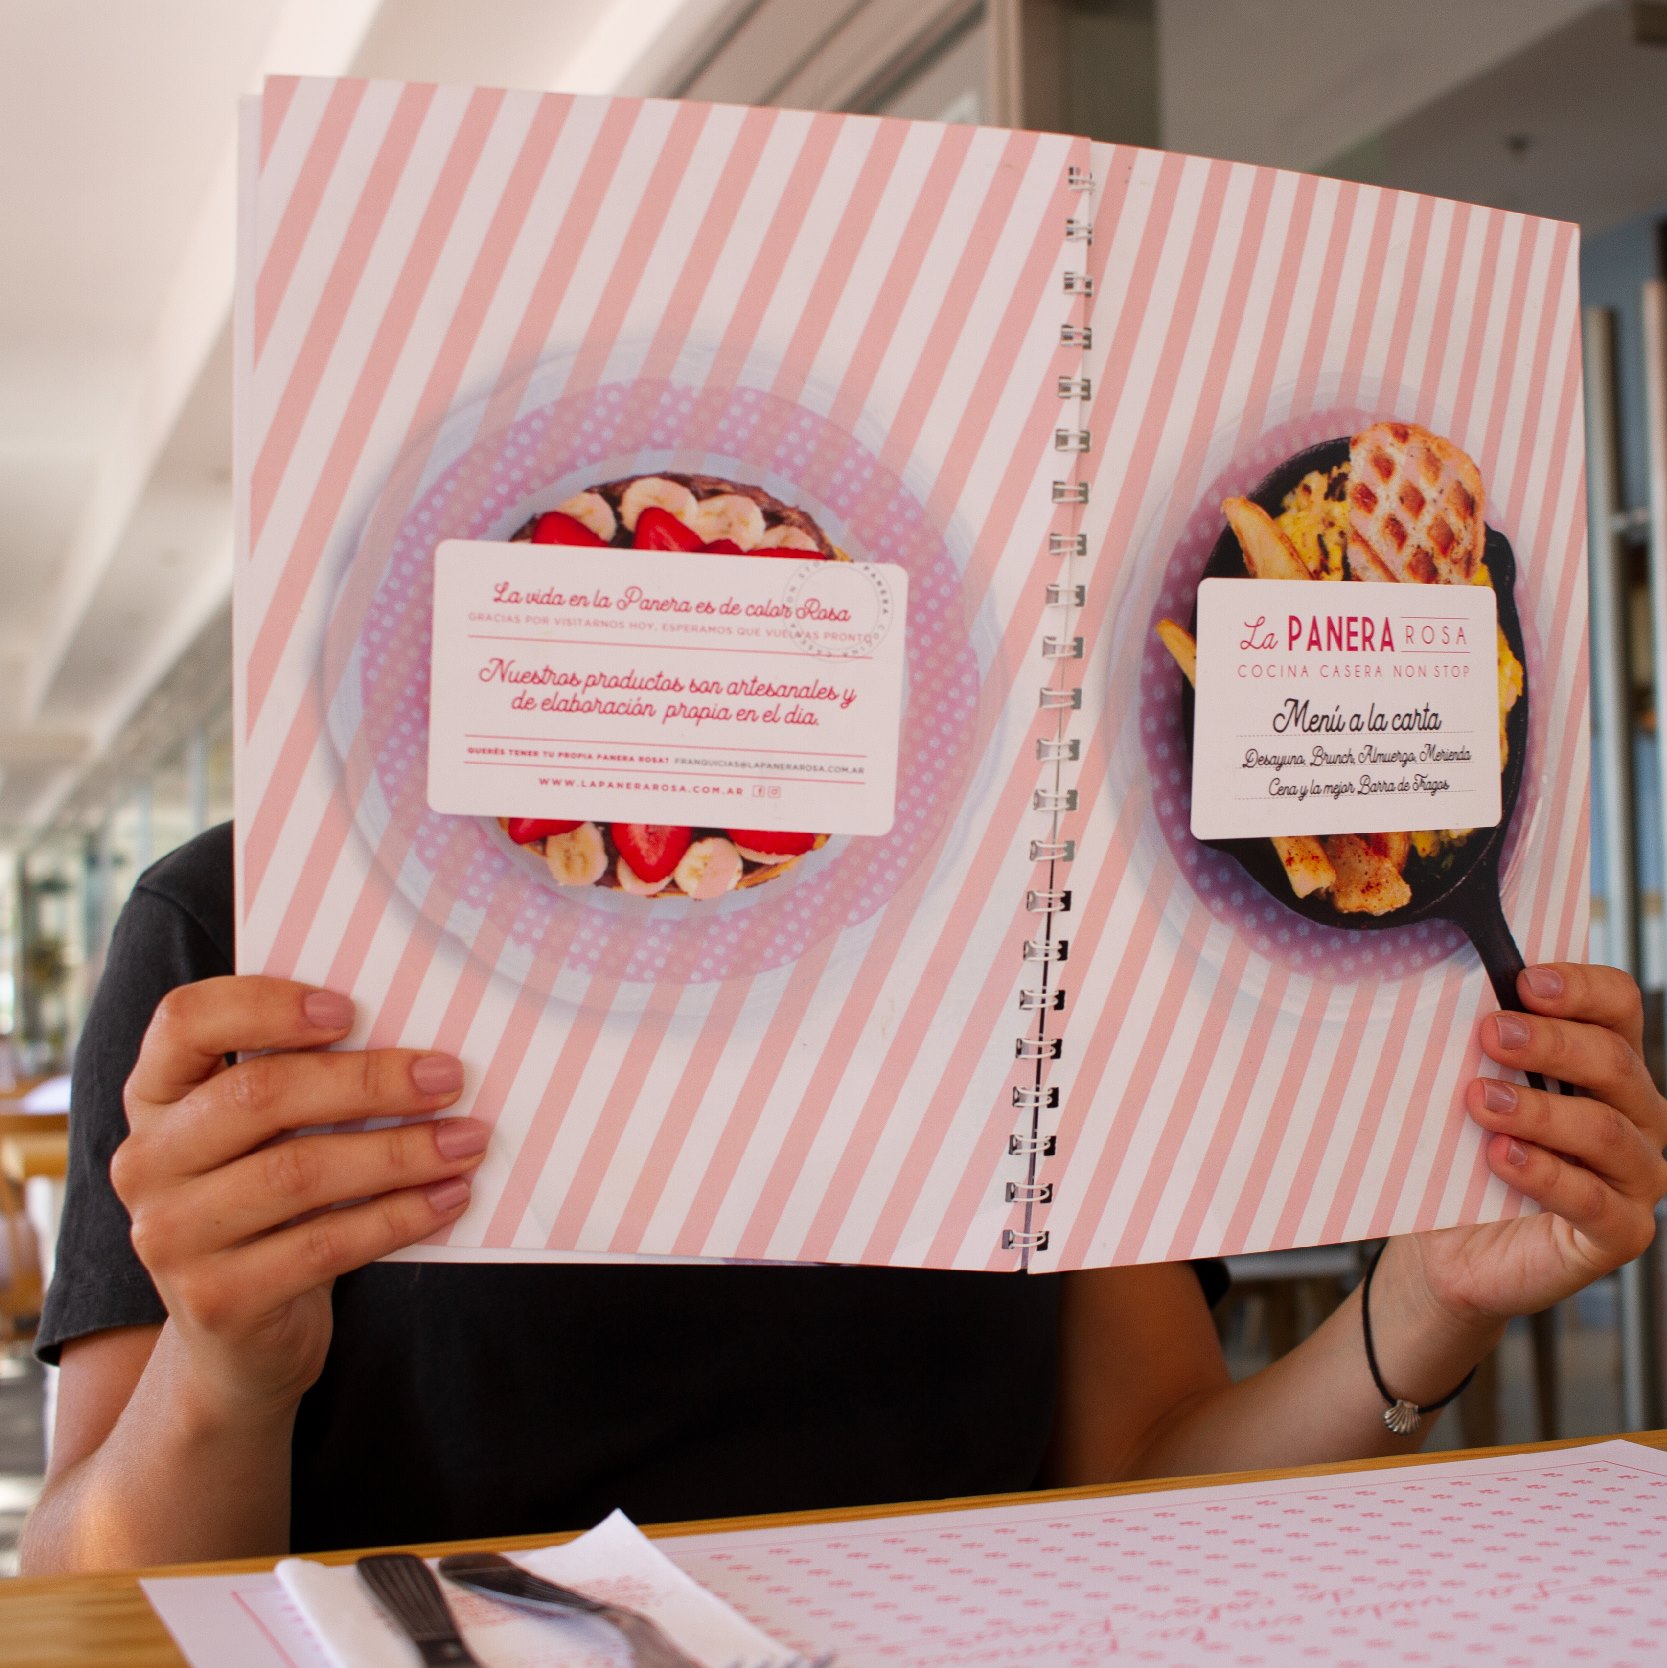 La vida en la Panera es de color Rosa
GRACIAS POR VISITARNOS HOY, ESPERAMOS QUE VUELVAS PRONTO
Nuestros productos son artesanales y
de elaboración propia en el día.
QUERÉS TENER TU PROPIA PANERA ROSA? FRANQUICIAS@LAPANERAROSA.COM.AR
WWW.LAPANERAROSA.COM.AR
La PANERA ROSA
COCINA CASERA NON STOP
Menú a la carta
Desayuno, Brunch, Almuerzo, Merienda
Cena y la mejor Barra de Tragos